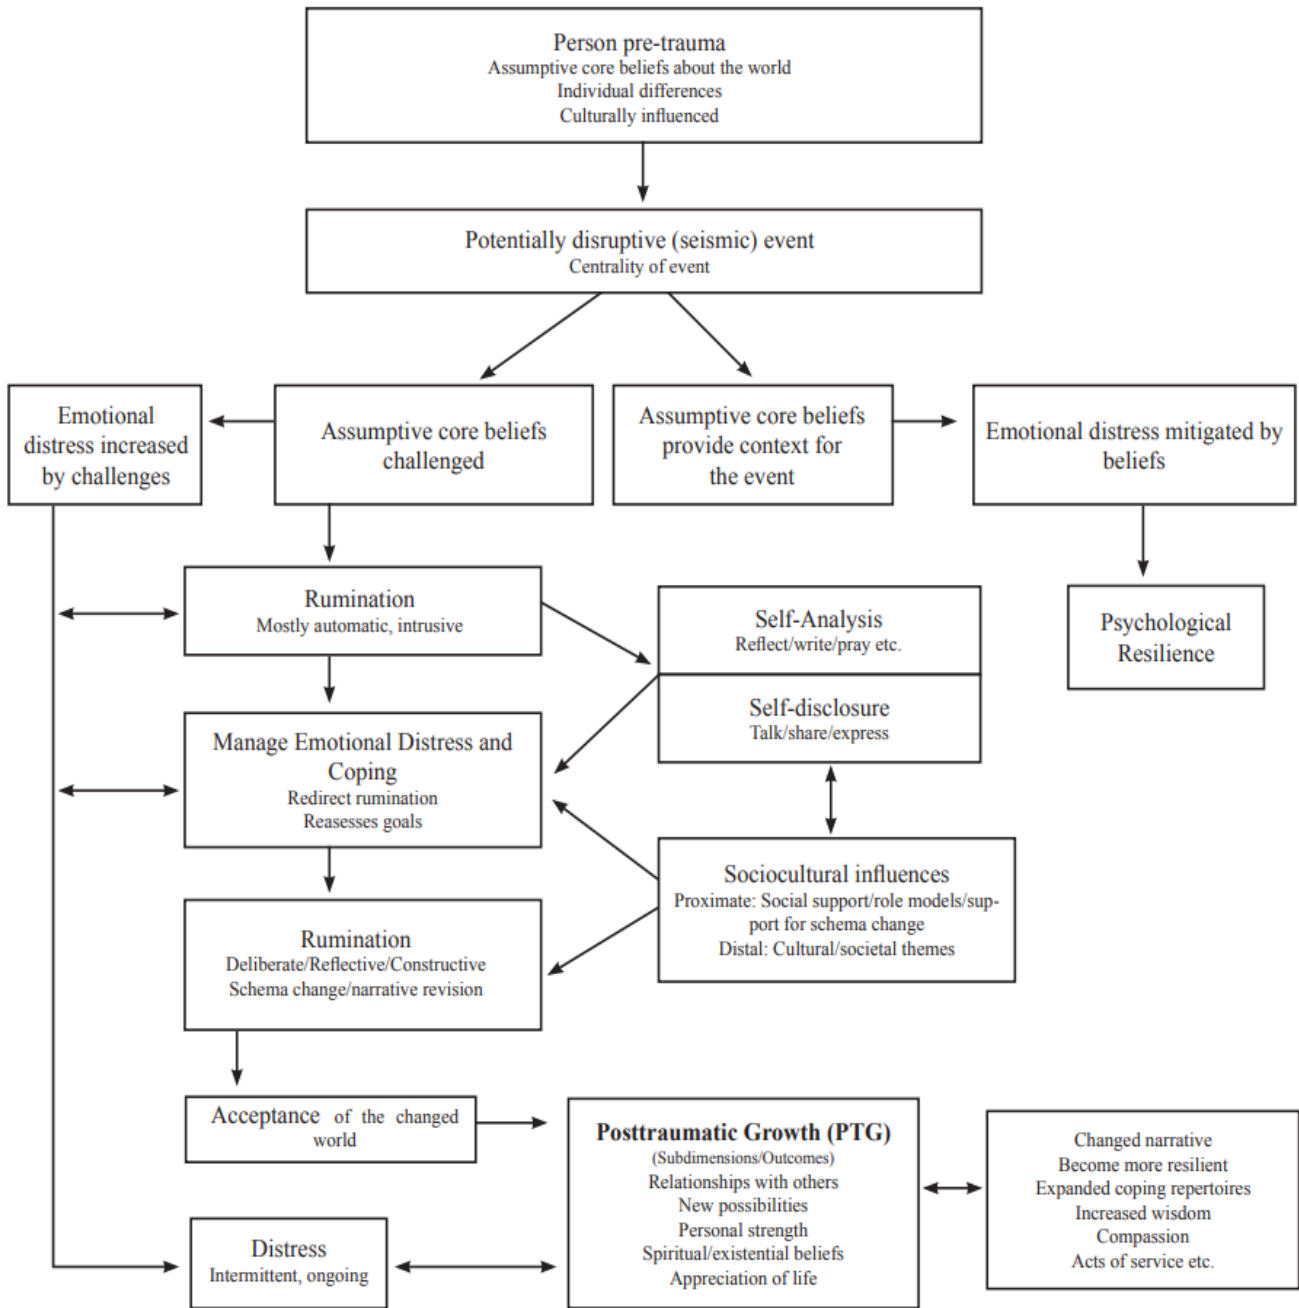 Person pre-trauma
Assumptive core beliefs about the world
Individual differences
Culturally influenced
Potentially disruptive (seismic) event
Centrality of event
Emotional
distress increased
by challenges
Assumptive core beliefs
challenged
Assumptive core beliefs
provide context for
the event
Emotional distress mitigated by
beliefs
Rumination
Mostly automatic, intrusive
Self-Analysis
Reflect/write/pray etc.
Psychological
Resilience
Self-disclosure
Talk/share/express
Manage Emotional Distress and
Coping
Redirect rumination
Reasesses goals
Sociocultural influences
Proximate: Social support/role models/sup-
port for schema change
Distal: Cultural/societal themes
Rumination
Deliberate/Reflective/Constructive
Schema change/narrative revision
Acceptance of the changed
world
Posttraumatic Growth (PTG)
(Subdimensions/Outcomes)
Relationships with others
New possibilities
Personal strength
Spiritual/existential beliefs
Appreciation of life
Changed narrative
Become more resilient
Expanded coping repertoires
Increased wisdom
Compassion
Acts of service etc.
Distress
Intermittent, ongoing